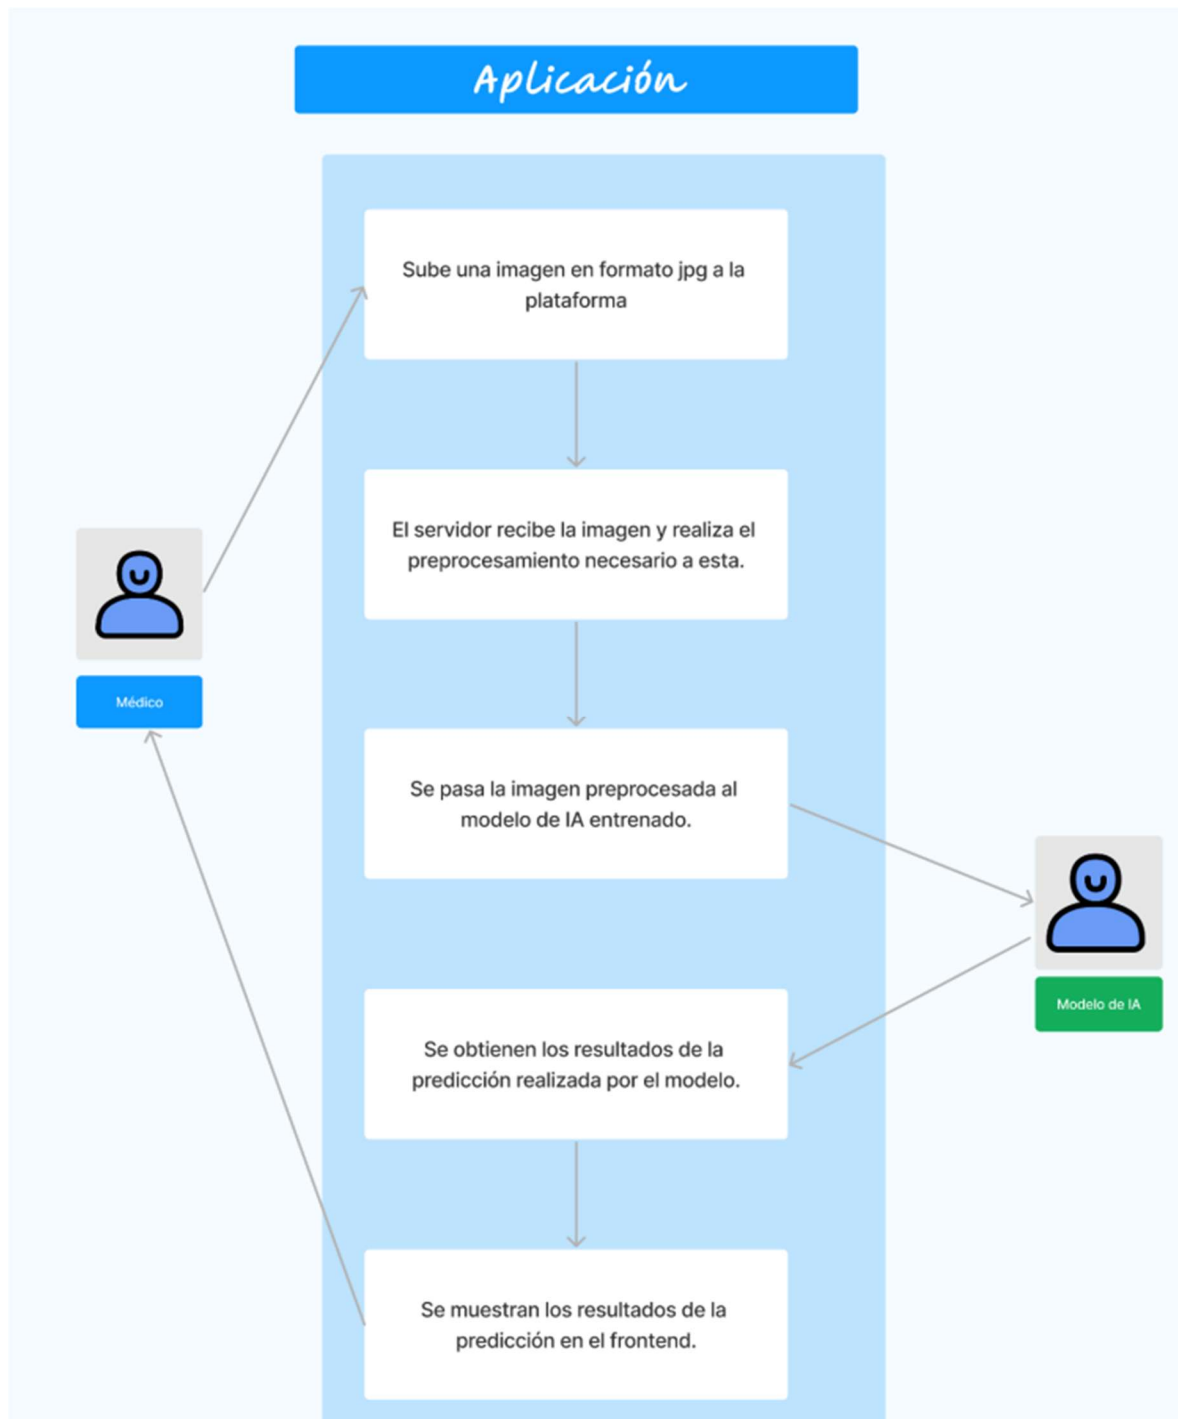 Aplicación
Sube una imagen en formato jpg a la
plataforma
El servidor recibe la imagen y realiza el
preprocesamiento necesario a esta.
Médico
Se pasa la imagen preprocesada al
modelo de IA entrenado.
Modelo de IA
Se obtienen los resultados de la
predicción realizada por el modelo.
Se muestran los resultados de la
predicción en el frontend.